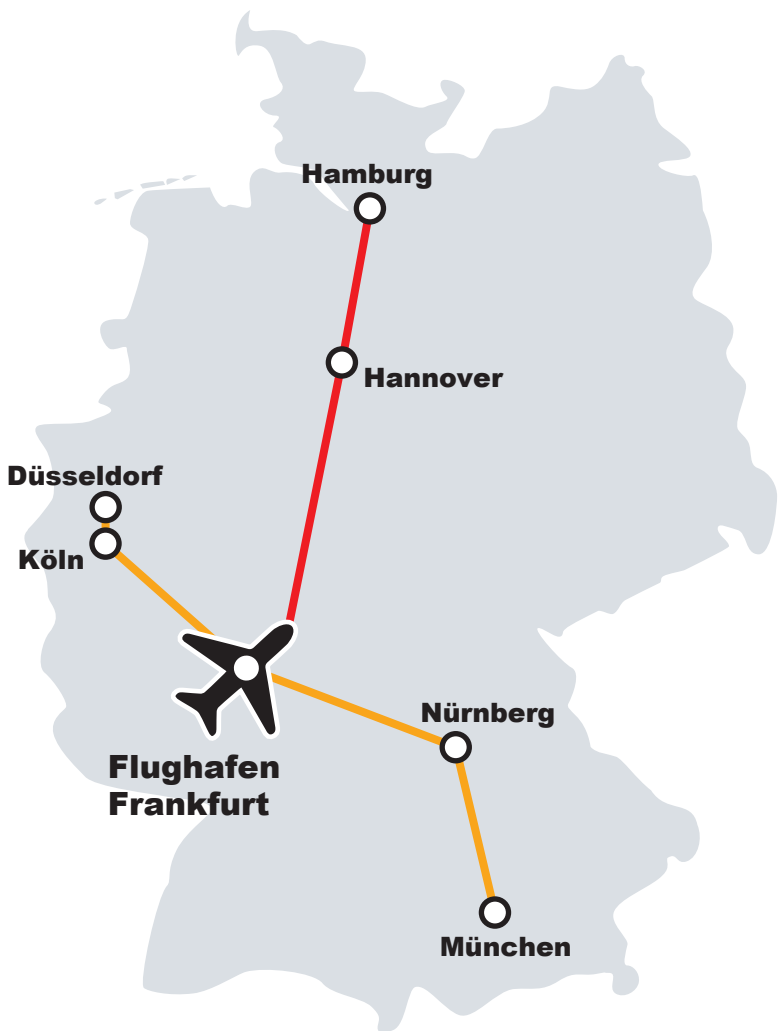 Hamburg
Hannover
Düsseldorf
Köln
Nürnberg
Flughafen
Frankfurt
München